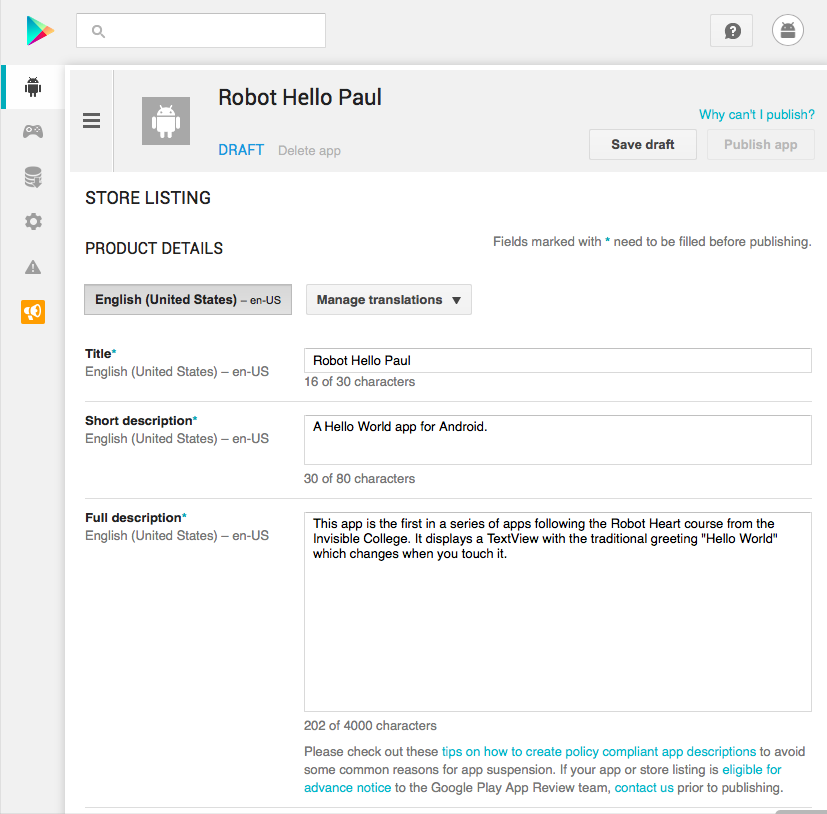 Robot Hello Paul
Why can't I publish?
DRAFT Delete app
Save draft
Publish app
STORE LISTING
PRODUCT DETAILS
Fields marked with * need to be filled before publishing.
English (United States) – en-US
Manage translations ▼
Title*
English (United States) – en-US
Robot Hello Paul
16 of 30 characters
Short description*
English (United States) – en-US
A Hello World app for Android.
30 of 80 characters
Full description*
English (United States) – en-US
This app is the first in a series of apps following the Robot Heart course from the
Invisible College. It displays a TextView with the traditional greeting "Hello World"
which changes when you touch it.
202 of 4000 characters
Please check out these tips on how to create policy compliant app descriptions to avoid
some common reasons for app suspension. If your app or store listing is eligible for
advance notice to the Google Play App Review team, contact us prior to publishing.